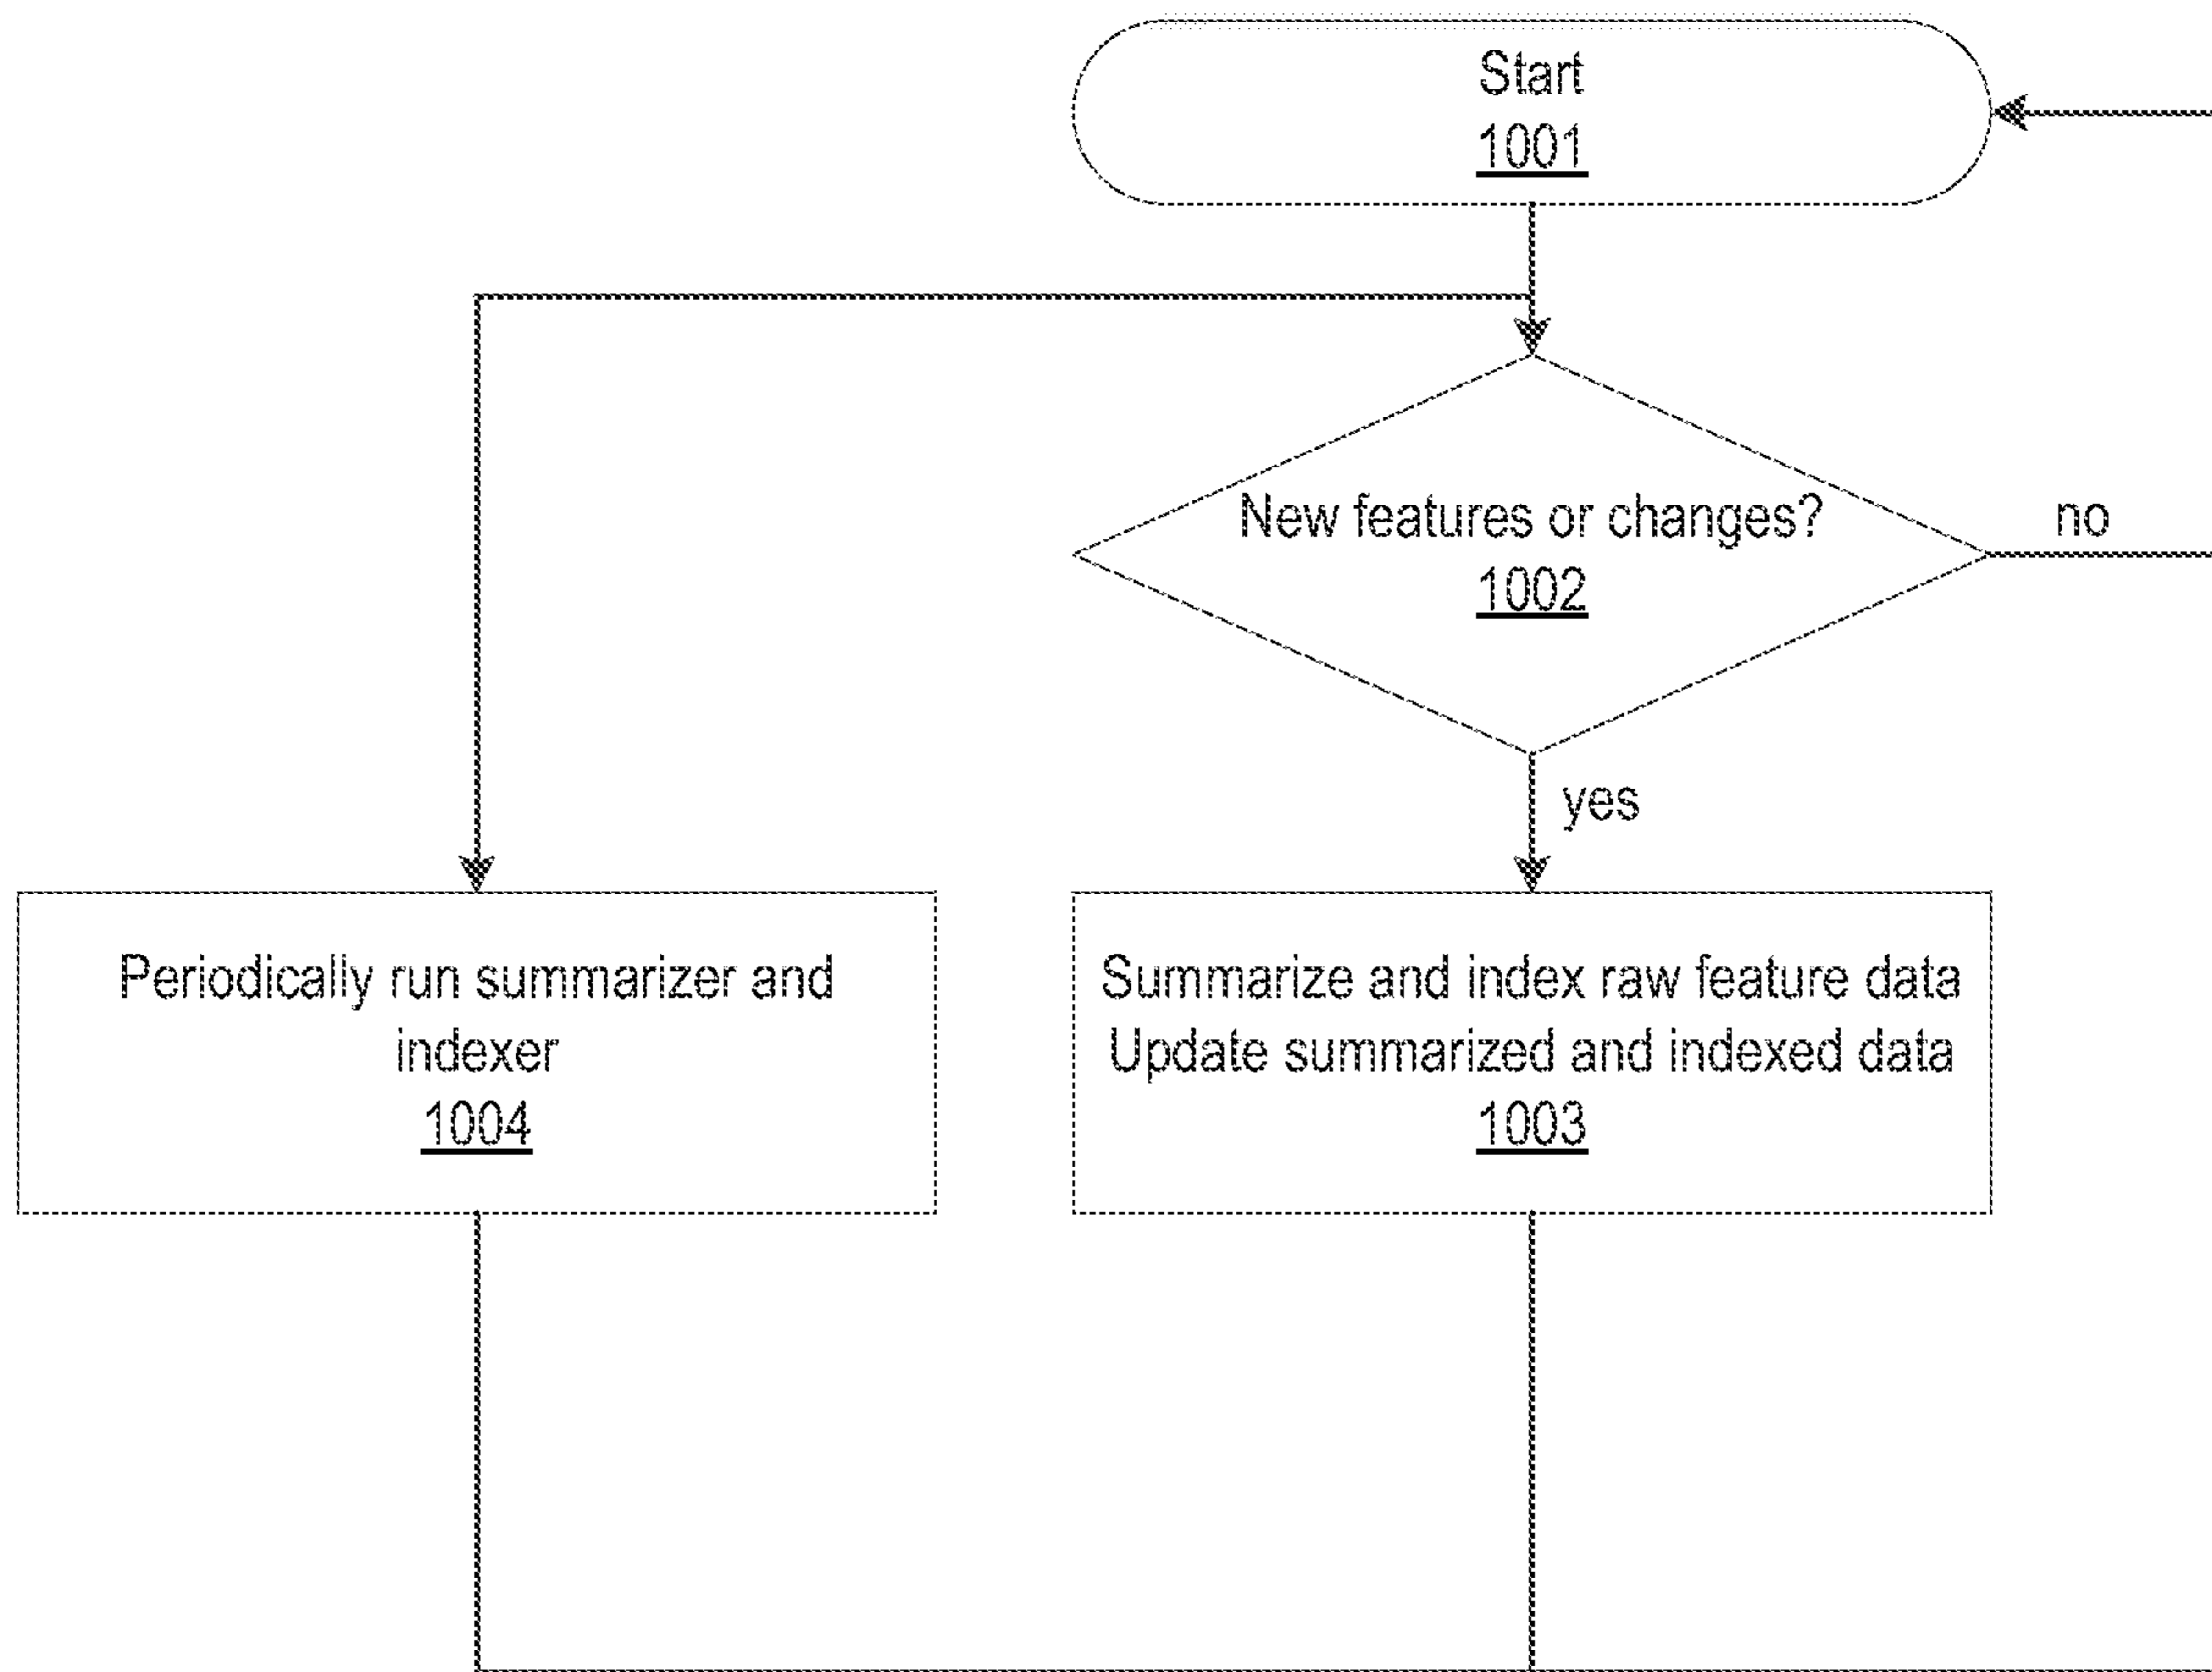 Start
1001
New features or changes?
1002
no
yes
Periodically run summarizer and
indexer
1004
Summarize and index raw feature data
Update summarized and indexed data
1003